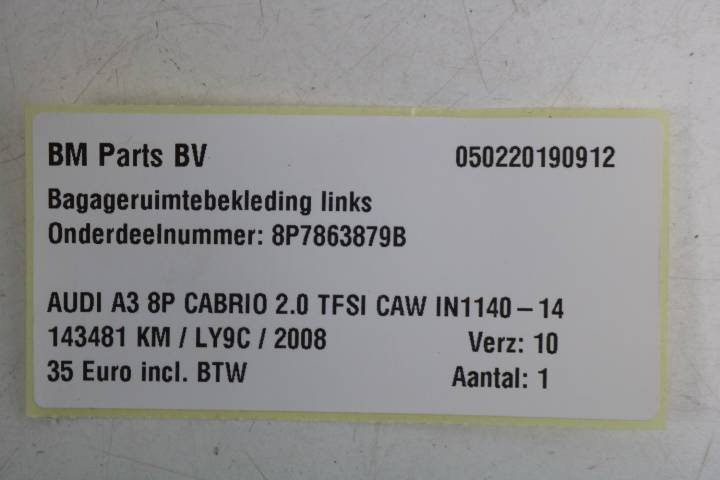 BM Parts BV 050220190912
Bagageruimtebekleding links
Onderdeelnummer: 8P7863879B
AUDI A3 8P CABRIO 2.0 TFSI CAW IN1140 – 14
143481 KM / LY9C / 2008 Verz: 10
35 Euro incl. BTW Aantal: 1